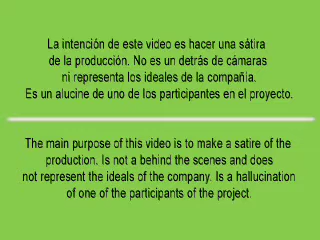 La intención de este video es hacer una sátira
de la producción. No es un detrás de cámaras
ni representa los ideales de la compañia.
Es un alucine de uno de los participantes en el proyecto.
The main purpose of this video is to make a satire of the
production. Is not a behind the scenes and does
not represent the ideals of the company. Is a hallucination
of one of the participants of the project.